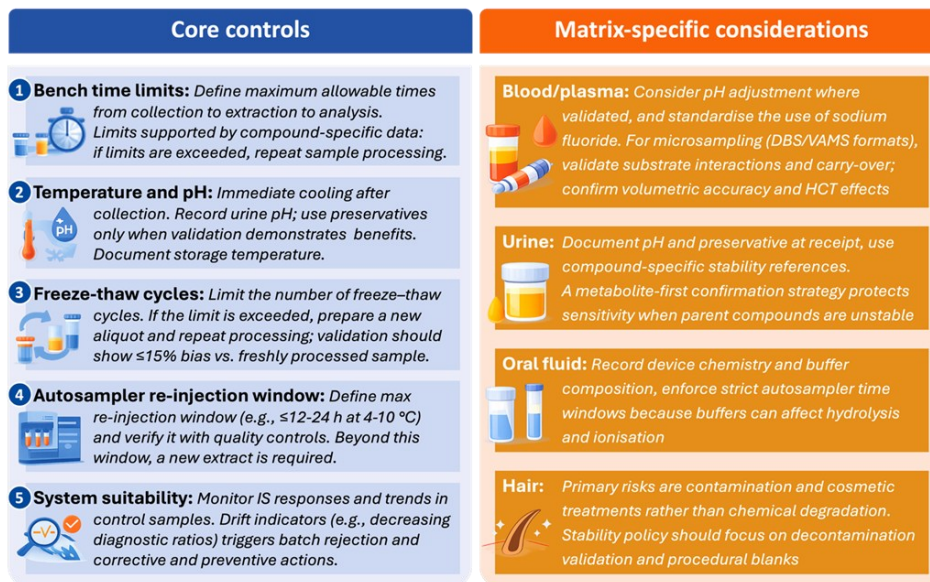 Core controls
1 Bench time limits: Define maximum allowable times
from collection to extraction to analysis.
Limits supported by compound-specific data:
if limits are exceeded, repeat sample processing.
2 Temperature and pH: Immediate cooling after
collection. Record urine pH; use preservatives
only when validation demonstrates benefits.
Document storage temperature.
pH
3 Freeze-thaw cycles: Limit the number of freeze–thaw
cycles. If the limit is exceeded, prepare a new
aliquot and repeat processing; validation should
show ≤15% bias vs. freshly processed sample.
4 Autosampler re-injection window: Define max
re-injection window (e.g., ≤12-24 h at 4-10 °C)
and verify it with quality controls. Beyond this
window, a new extract is required.
5 System suitability: Monitor IS responses and trends in
control samples. Drift indicators (e.g., decreasing
diagnostic ratios) triggers batch rejection and
corrective and preventive actions.
Matrix-specific considerations
Blood/plasma: Consider pH adjustment where
validated, and standardise the use of sodium
fluoride. For microsampling (DBS/VAMS formats),
validate substrate interactions and carry-over;
confirm volumetric accuracy and HCT effects
Urine: Document pH and preservative at receipt, use
compound-specific stability references.
A metabolite-first confirmation strategy protects
sensitivity when parent compounds are unstable
Oral fluid: Record device chemistry and buffer
composition, enforce strict autosampler time
windows because buffers can affect hydrolysis
and ionisation
Hair: Primary risks are contamination and cosmetic
treatments rather than chemical degradation.
Stability policy should focus on decontamination
validation and procedural blanks